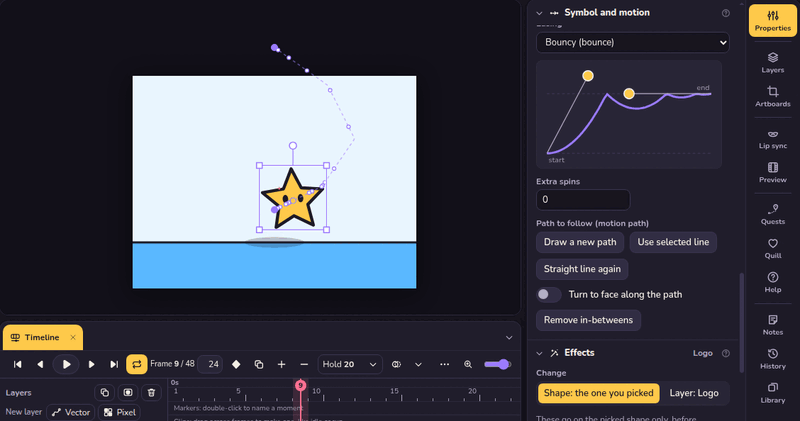 Symbol and motion
Bouncy (bounce)
end
start
Extra spins
0
Path to follow (motion path)
Draw a new path
Use selected line
Straight line again
Turn to face along the path
Remove in-betweens
Effects
Logo
Change
Shape: the one you picked
Layer: Logo
These go on the picked shape only, before
Properties
Layers
Artboards
Lip sync
Preview
Quests
Quill
Help
Notes
History
Library
Timeline
Frame 9 / 48
24
Hold 20
Layers
New layer
Vector
Pixel
0s
9
1
5
10
15
20
Markers: double-click to name a moment